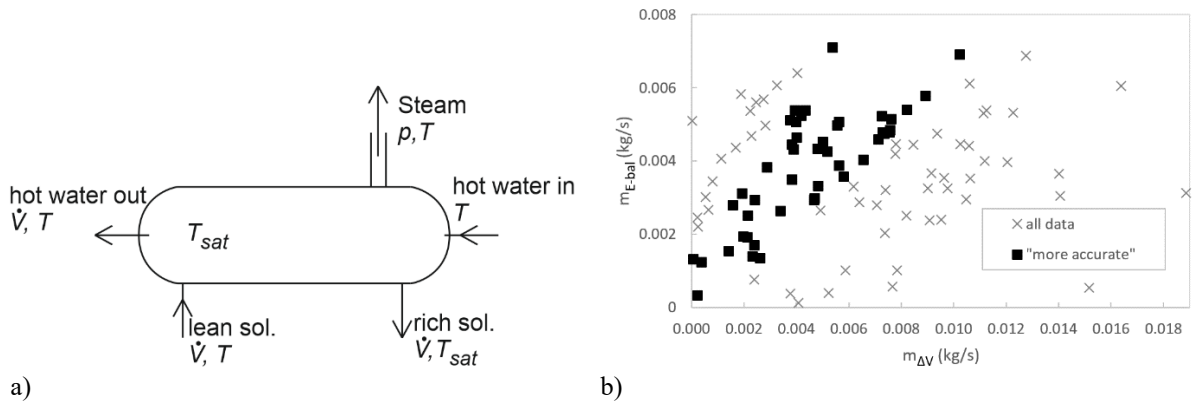 Steam
p, T
hot water out
V̇, T
hot water in
T
T_sat
lean sol.
V̇, T
rich sol.
V̇, T_sat
a)
0.008
0.007
0.006
0.004
0.002
0
0.000 0.002 0.004 0.006 0.008 0.010 0.012 0.014 0.016 0.018
m_E-bal (kg/s)
m_ΔV (kg/s)
all data
"more accurate"
b)